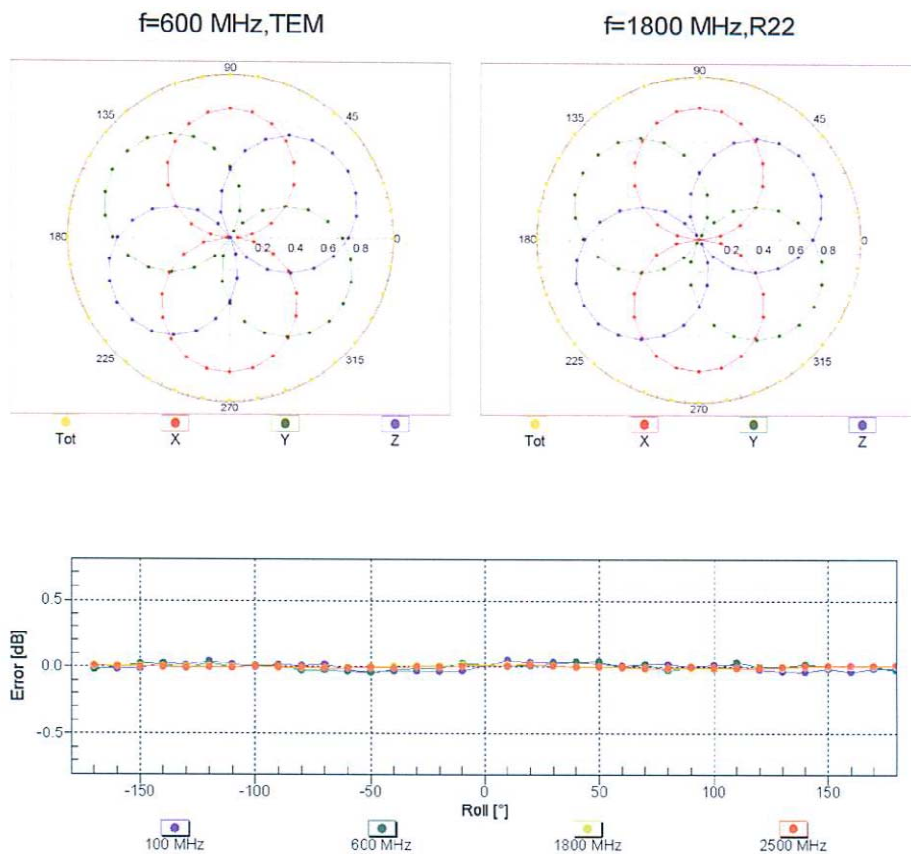 f=600 MHz,TEM
f=1800 MHz,R22
90
135
45
180
0.2 0.4 0.6 0.8
0
225
315
270
Tot X Y Z
90
135
45
180
0.2 0.4 0.6 0.8
0
225
315
270
Tot X Y Z
Error [dB]
0.5
0.0
-0.5
-150 -100 -50 0 50 100 150
Roll [°]
100 MHz 600 MHz 1800 MHz 2500 MHz